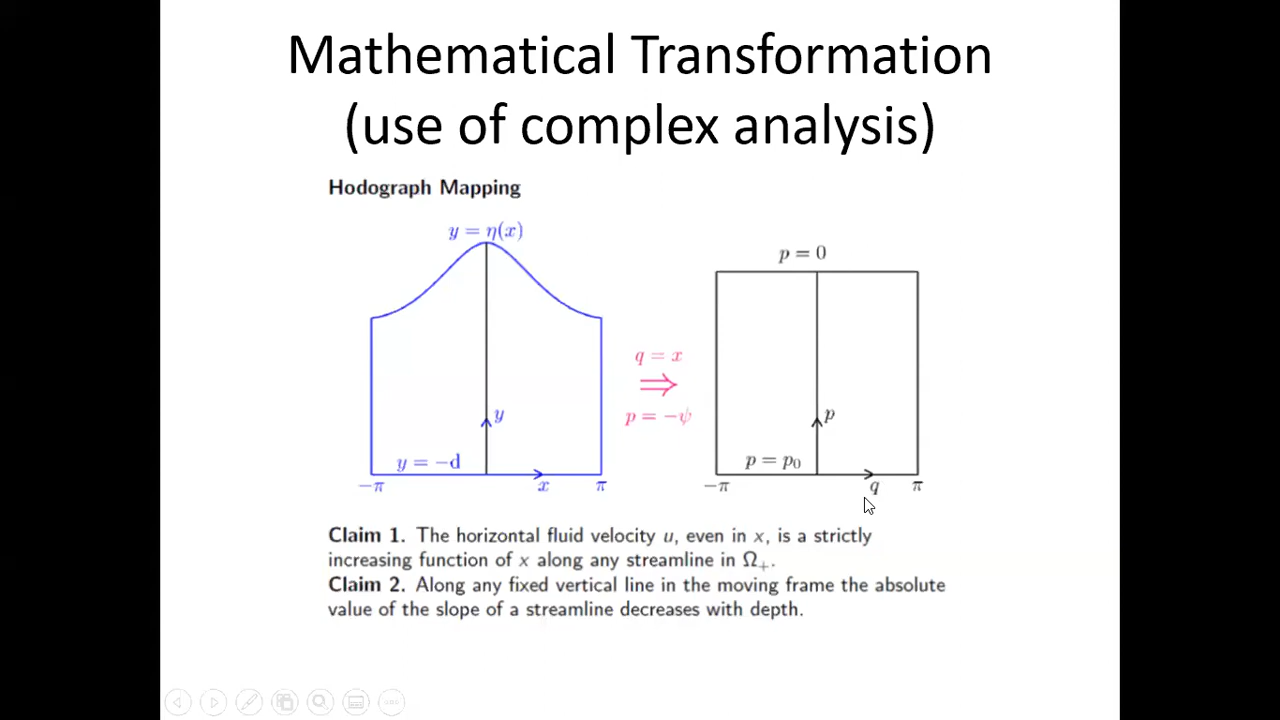 Mathematical Transformation
(use of complex analysis)
Hodograph Mapping
y = η(x)
p = 0
q = x
⇒
p = −ψ
y
p
y = −d
p = p₀
−π
x
π
−π
q
π
Claim 1. The horizontal fluid velocity u, even in x, is a strictly
increasing function of x along any streamline in Ω₊.
Claim 2. Along any fixed vertical line in the moving frame the absolute
value of the slope of a streamline decreases with depth.